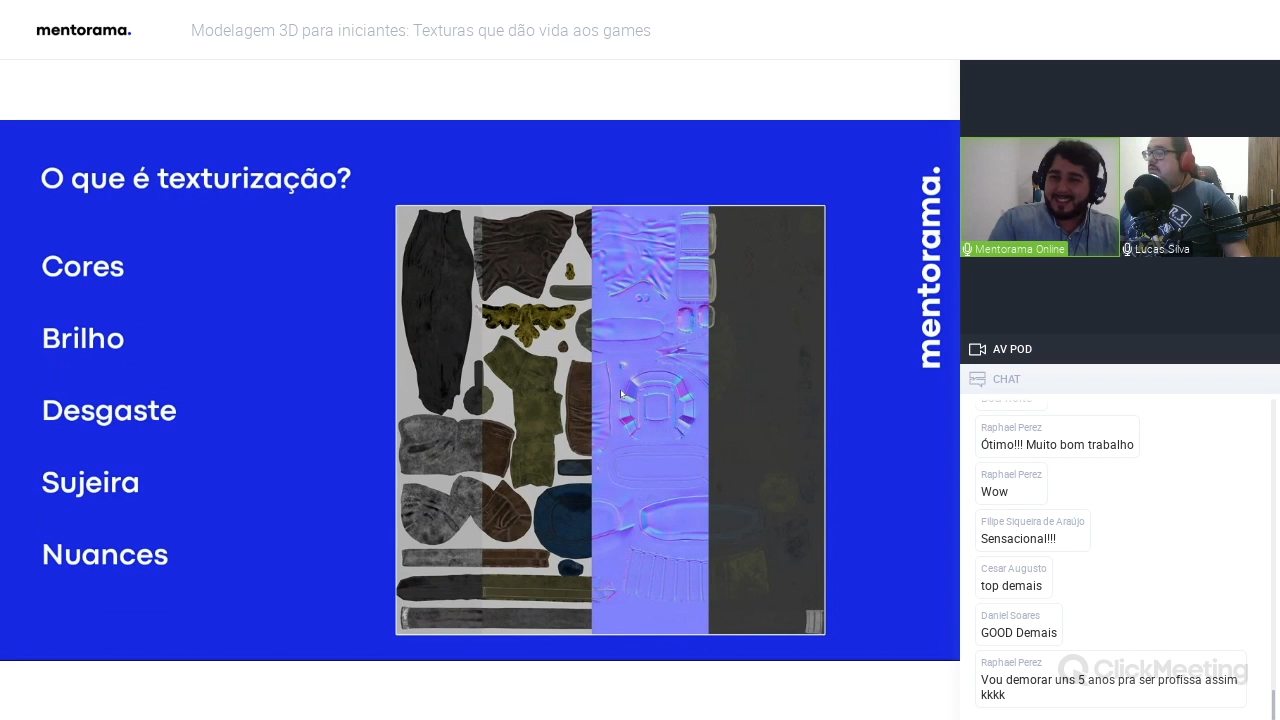 mentorama.
Modelagem 3D para iniciantes: Texturas que dão vida aos games
O que é texturização?
Cores
Brilho
Desgaste
Sujeira
Nuances
mentorama.
Mentorama Online
Lucas Silva
AV POD
CHAT
Raphael Perez
Ótimo!!! Muito bom trabalho
Raphael Perez
Wow
Filipe Siqueira de Araújo
Sensacional!!!
Cesar Augusto
top demais
Daniel Soares
GOOD Demais
Raphael Perez
Vou demorar uns 5 anos pra ser profissa assim
kkkk
ClickMeeting